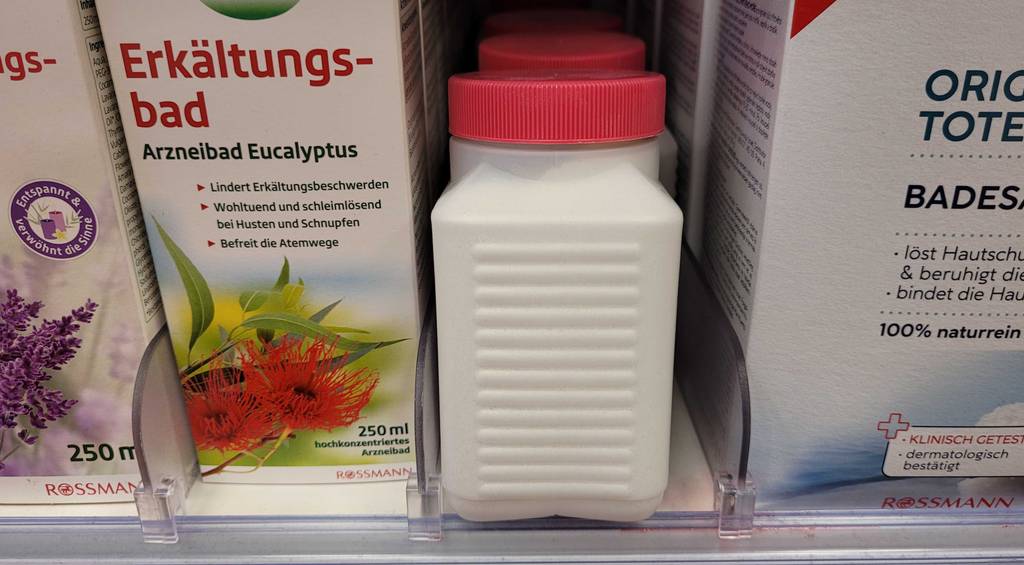 gs-
Entspannt &
verwöhnt die Sinne
250 m
ROSSMAN
Erkältungs-
bad
Arzneibad Eucalyptus
▸ Lindert Erkältungsbeschwerden
▸ Wohltuend und schleimlösend
bei Husten und Schnupfen
▸ Befreit die Atemwege
250 ml
hochkonzentriertes
Arzneibad
ROSSMANN
ORIG
TOTE
BADESA
· löst Hautschu
& beruhigt die
· bindet die Hau
100% naturrein
· KLINISCH GETEST
· dermatologisch
bestätigt
ROSSMANN